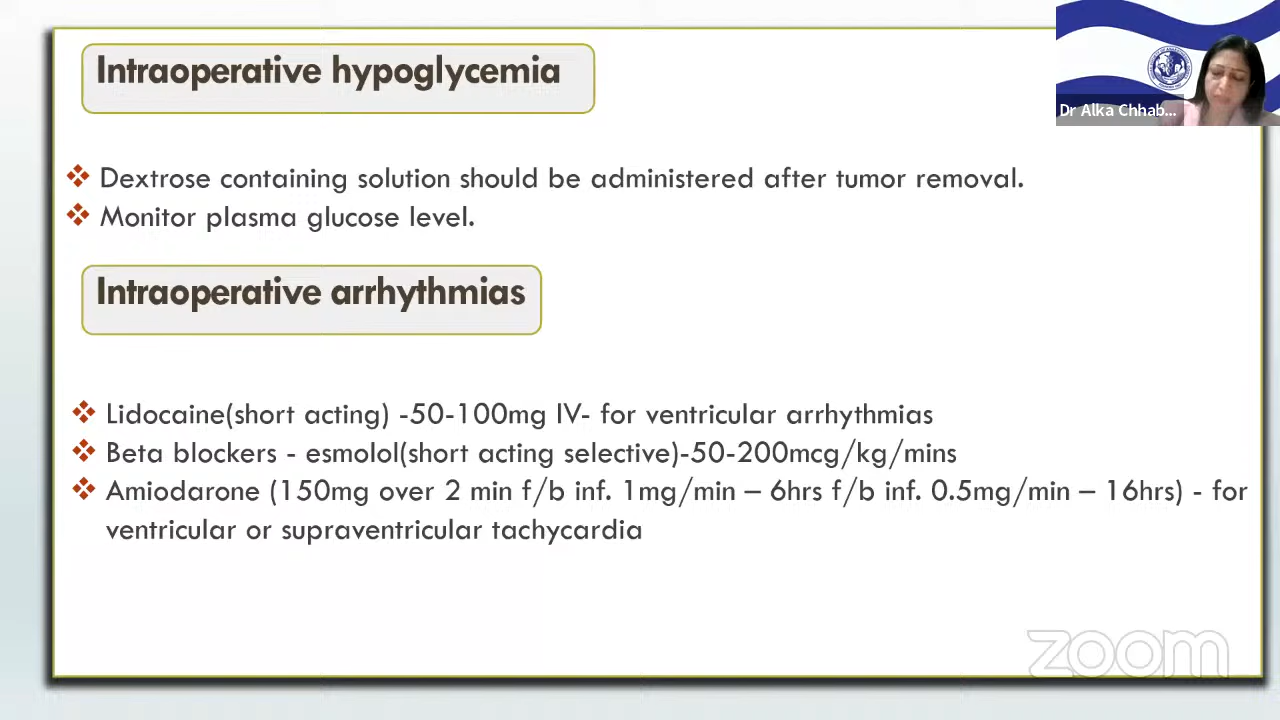 Intraoperative hypoglycemia
Dr Alka Chhab...
❖ Dextrose containing solution should be administered after tumor removal.
❖ Monitor plasma glucose level.
Intraoperative arrhythmias
❖ Lidocaine(short acting) -50-100mg IV- for ventricular arrhythmias
❖ Beta blockers - esmolol(short acting selective)-50-200mcg/kg/mins
❖ Amiodarone (150mg over 2 min f/b inf. 1mg/min – 6hrs f/b inf. 0.5mg/min – 16hrs) - for
ventricular or supraventricular tachycardia
zoom